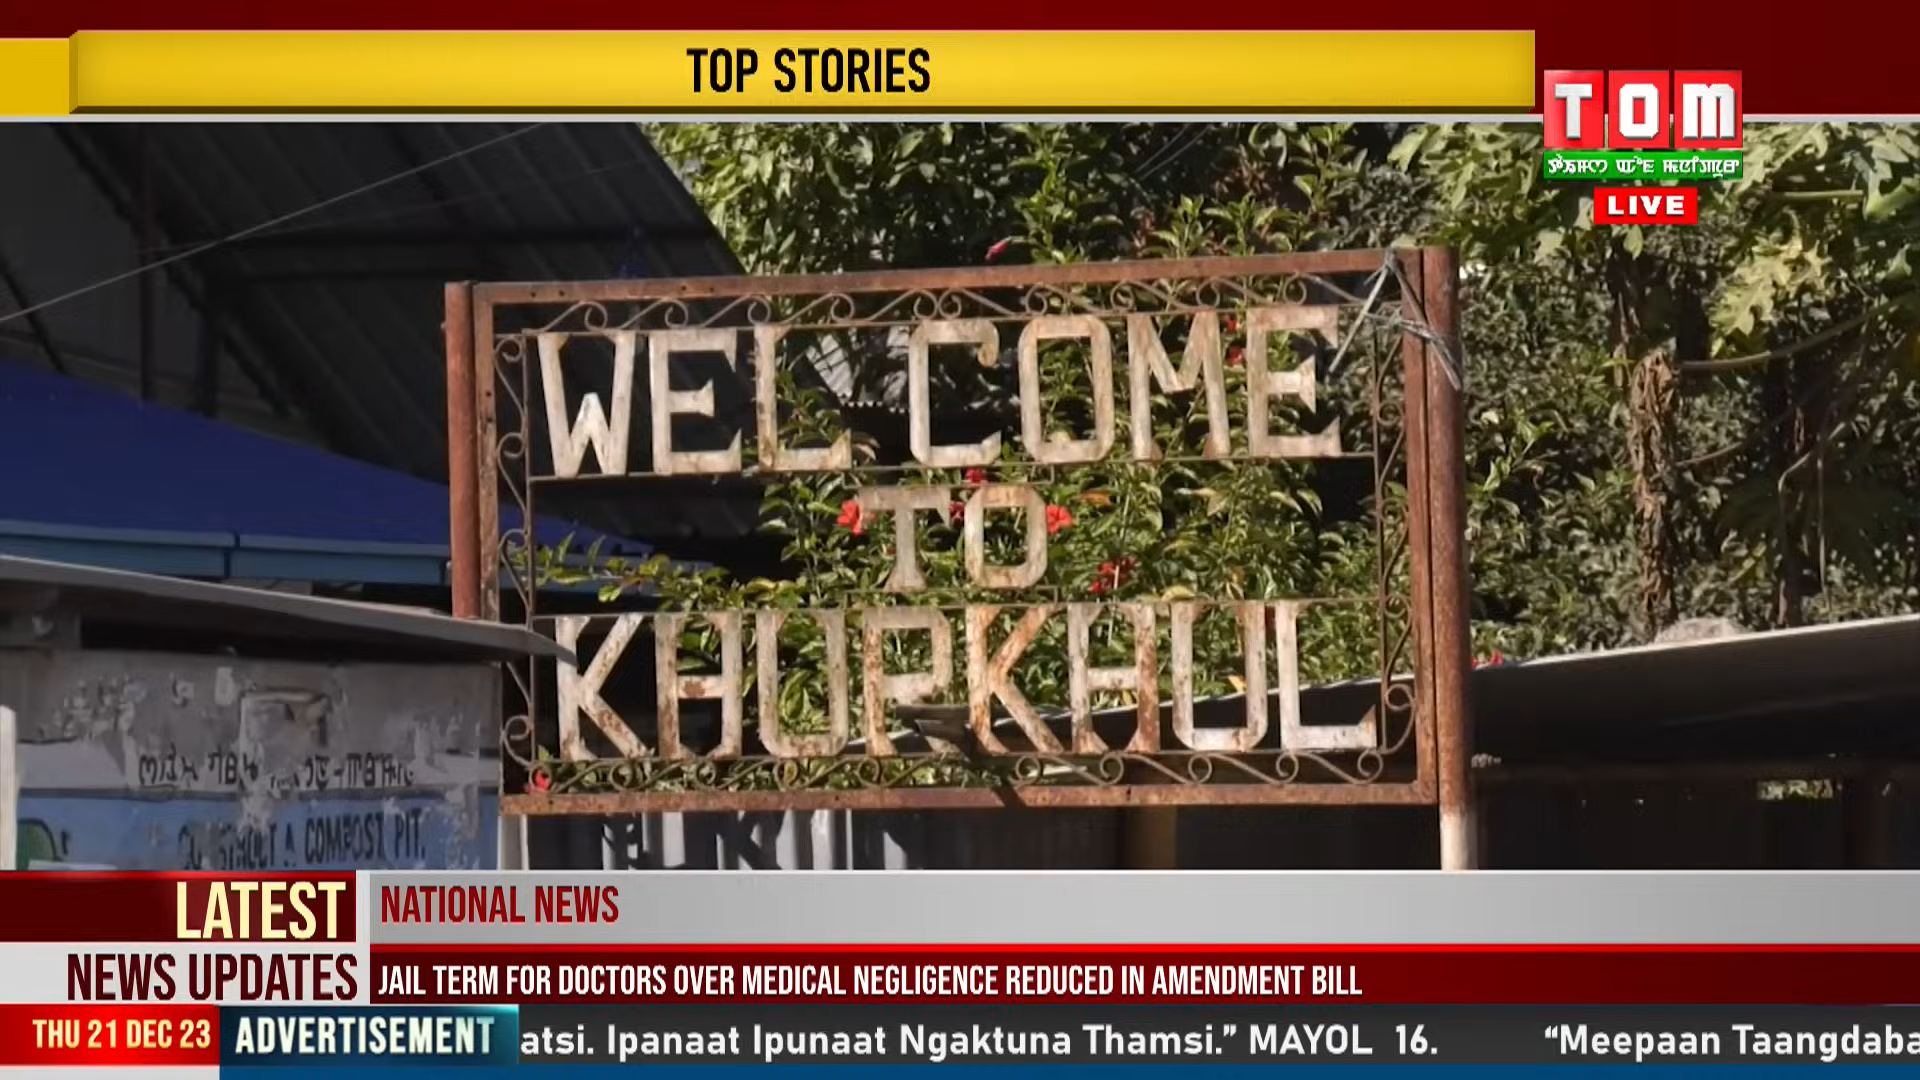 TOP STORIES
TOM
LIVE
WELCOME
TO
KHURKHUL
CONSTRUCT A COMPOST PIT.
LATEST
NEWS UPDATES
NATIONAL NEWS
JAIL TERM FOR DOCTORS OVER MEDICAL NEGLIGENCE REDUCED IN AMENDMENT BILL
THU 21 DEC 23
ADVERTISEMENT
atsi. Ipanaat Ipunaat Ngaktuna Thamsi.” MAYOL 16. “Meepaan Taangdaba